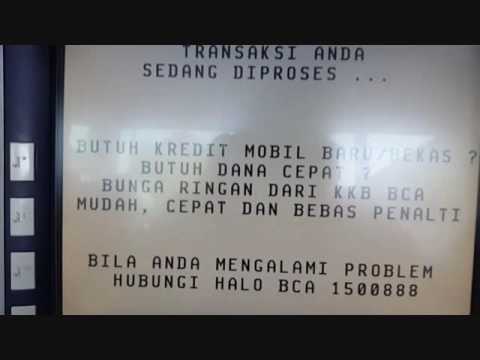 TRANSAKSI ANDA
SEDANG DIPROSES ...
BUTUH KREDIT MOBIL BARU/BEKAS ?
BUTUH DANA CEPAT ?
BUNGA RINGAN DARI KKB BCA
MUDAH, CEPAT DAN BEBAS PENALTI
BILA ANDA MENGALAMI PROBLEM
HUBUNGI HALO BCA 1500888